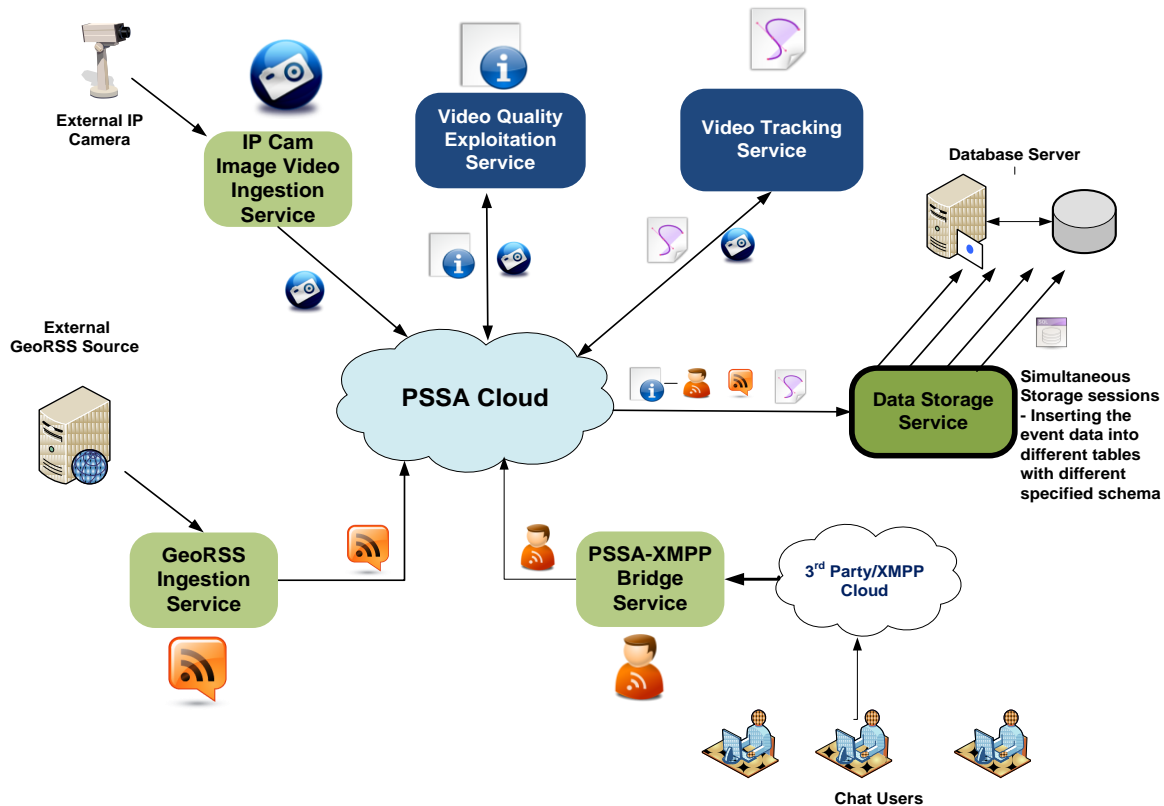 External IP
Camera
IP Cam
Image Video
Ingestion
Service
Video Quality
Exploitation
Service
Video Tracking
Service
Database Server
External
GeoRSS Source
PSSA Cloud
Data Storage
Service
Simultaneous
Storage sessions
- Inserting the
event data into
different tables
with different
specified schema
GeoRSS
Ingestion
Service
PSSA-XMPP
Bridge
Service
3rd Party/XMPP
Cloud
Chat Users